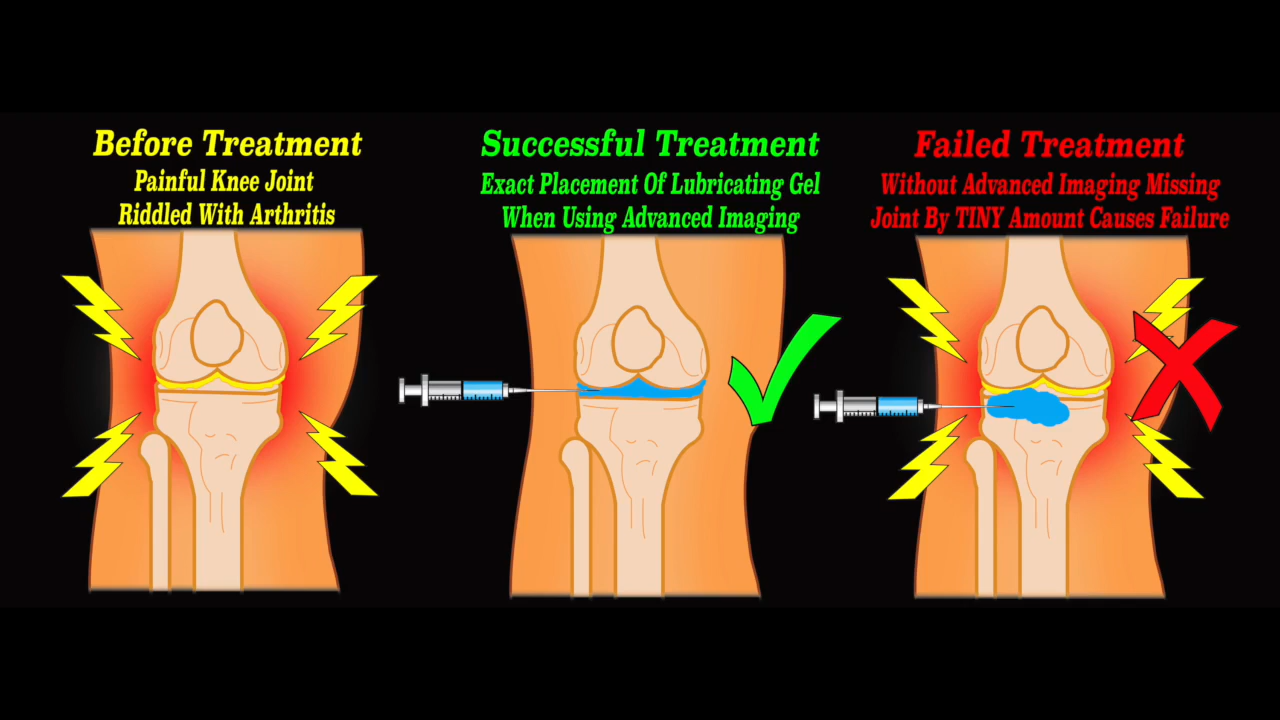 Before Treatment
Painful Knee Joint
Riddled With Arthritis
Successful Treatment
Exact Placement Of Lubricating Gel
When Using Advanced Imaging
Failed Treatment
Without Advanced Imaging Missing
Joint By TINY Amount Causes Failure